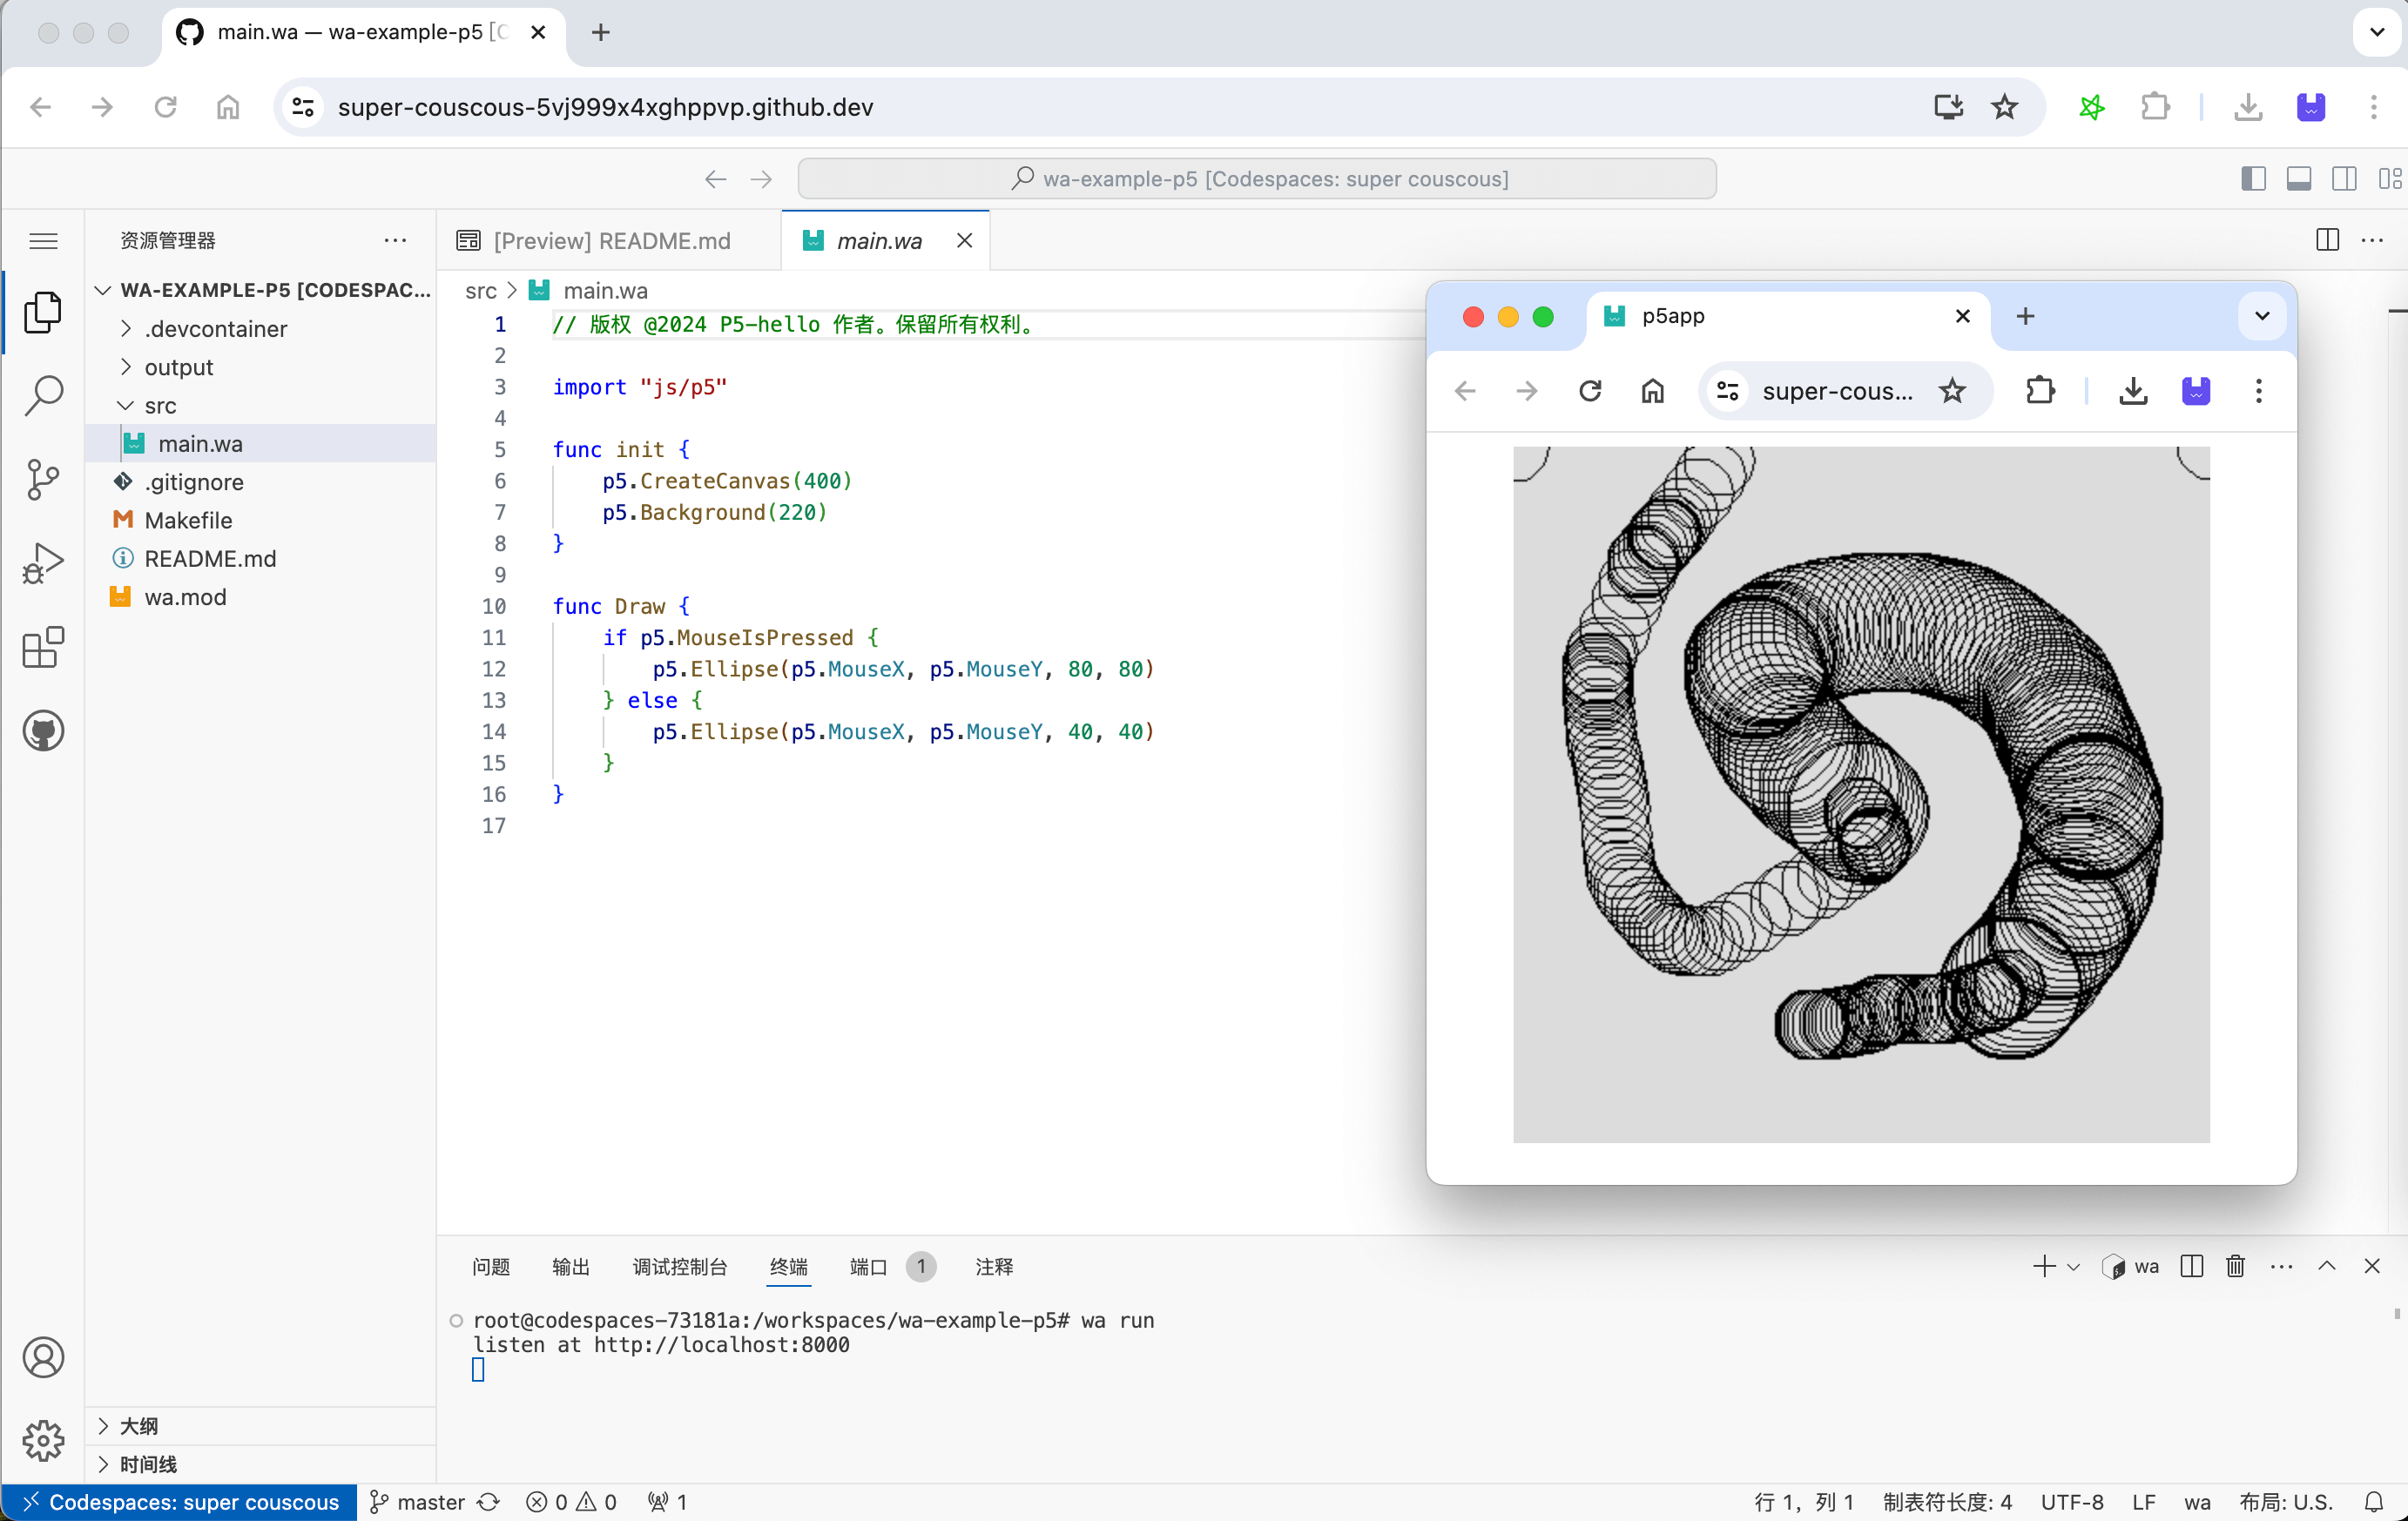 main.wa — wa-example-p5 [C
super-couscous-5vj999x4xghppvp.github.dev
wa-example-p5 [Codespaces: super couscous]
资源管理器
WA-EXAMPLE-P5 [CODESPAC...
.devcontainer
output
src
main.wa
.gitignore
Makefile
README.md
wa.mod
大纲
时间线
[Preview] README.md
main.wa
src > main.wa
1 // 版权 @2024 P5-hello 作者。保留所有权利。
2
3 import "js/p5"
4
5 func init {
6 p5.CreateCanvas(400)
7 p5.Background(220)
8 }
9
10 func Draw {
11 if p5.MouseIsPressed {
12 p5.Ellipse(p5.MouseX, p5.MouseY, 80, 80)
13 } else {
14 p5.Ellipse(p5.MouseX, p5.MouseY, 40, 40)
15 }
16 }
17
p5app
super-cous...
问题 输出 调试控制台 终端 端口 1 注释
wa
root@codespaces-73181a:/workspaces/wa-example-p5# wa run
listen at http://localhost:8000
Codespaces: super couscous master 0 0 1
行 1，列 1 制表符长度: 4 UTF-8 LF wa 布局: U.S.